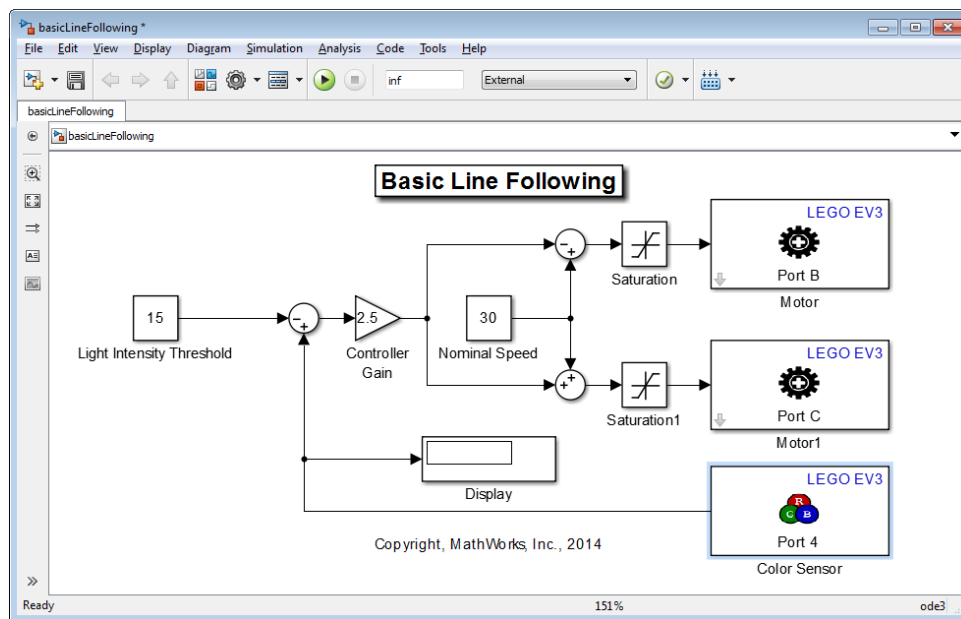 basicLineFollowing *
File Edit View Display Diagram Simulation Analysis Code Tools Help
inf External
basicLineFollowing
basicLineFollowing
Basic Line Following
LEGO EV3
Port B
Motor
Saturation
15
Light Intensity Threshold
2.5
Controller
Gain
30
Nominal Speed
LEGO EV3
Port C
Motor1
Saturation1
Display
LEGO EV3
R
C B
Port 4
Color Sensor
Copyright, MathWorks, Inc., 2014
Ready 151% ode3